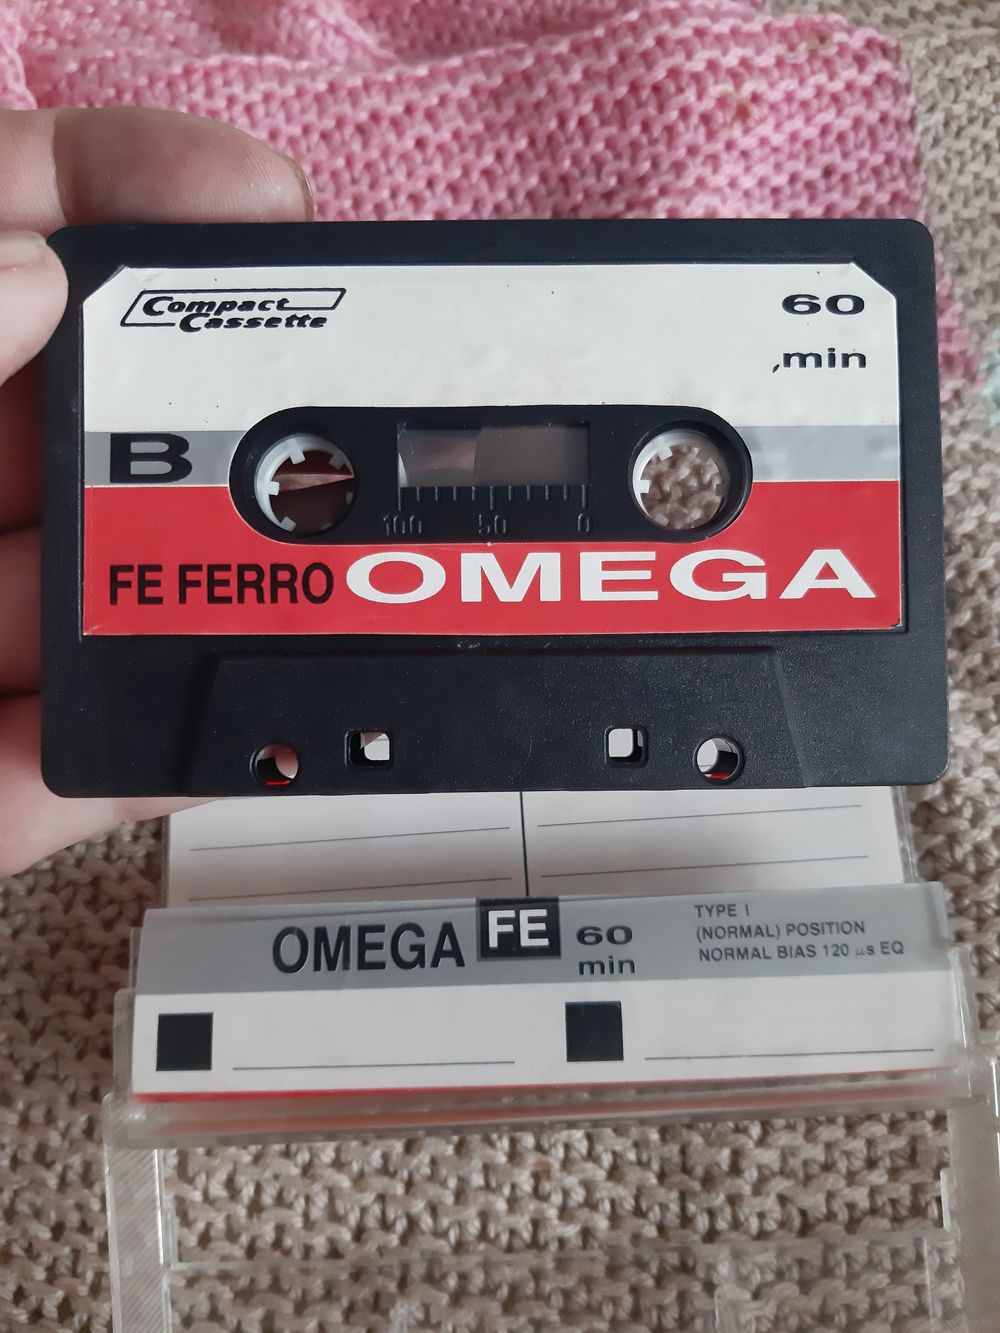 Compact
Cassette
60
min
B
100 50 0
FE FERRO OMEGA
OMEGA FE 60
min
TYPE I
(NORMAL) POSITION
NORMAL BIAS 120 µs EQ